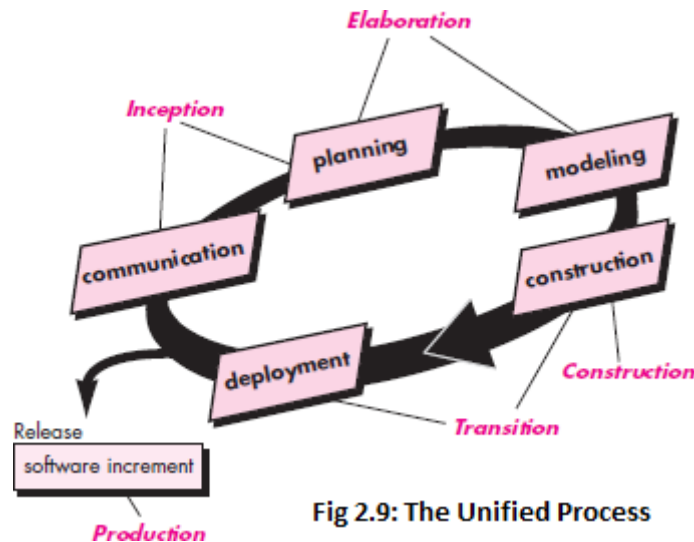 Elaboration
Inception
planning
modeling
communication
construction
deployment
Construction
Transition
Release
software increment
Fig 2.9: The Unified Process
Production